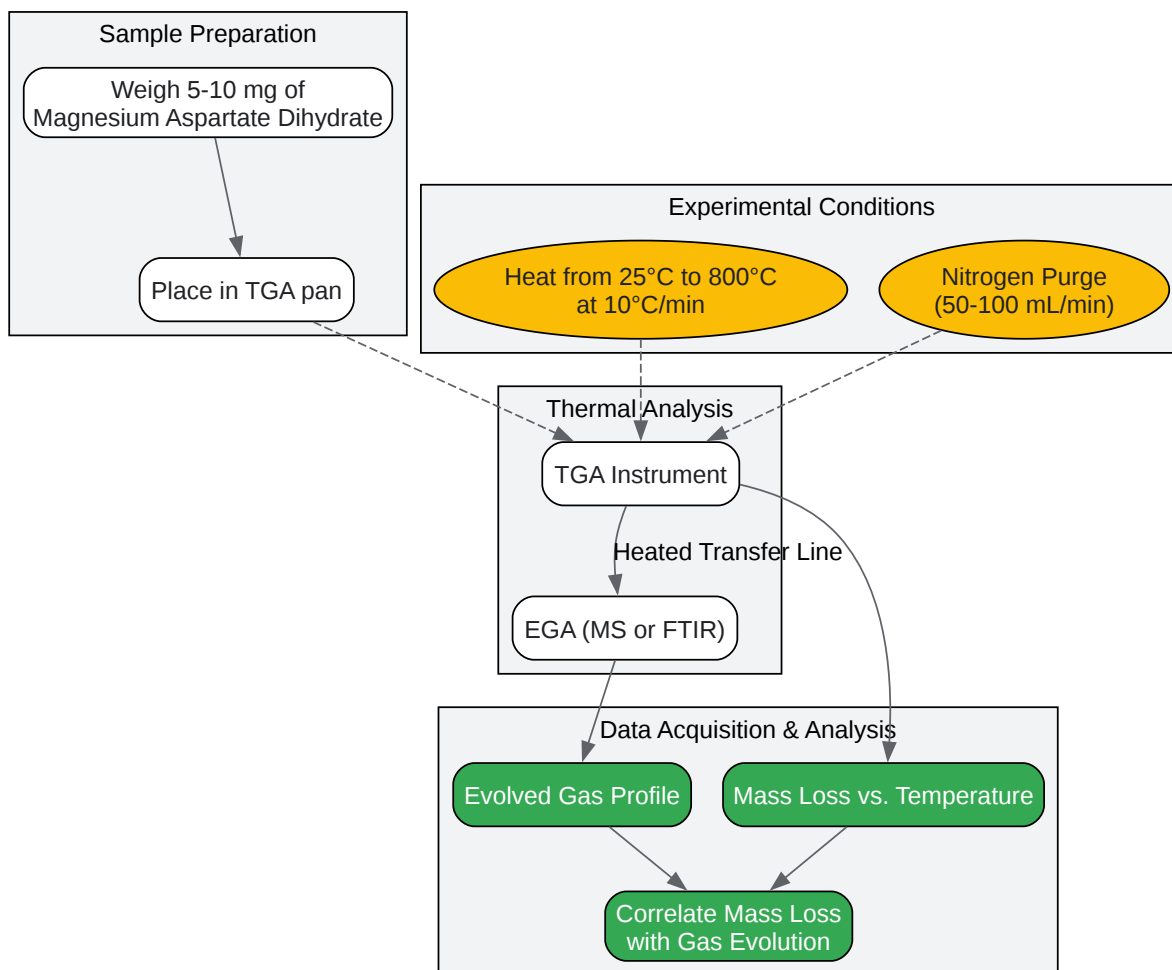 Sample Preparation
Weigh 5-10 mg of
Magnesium Aspartate Dihydrate
Place in TGA pan
Experimental Conditions
Heat from 25°C to 800°C
at 10°C/min
Nitrogen Purge
(50-100 mL/min)
Thermal Analysis
TGA Instrument
Heated Transfer Line
EGA (MS or FTIR)
Data Acquisition & Analysis
Evolved Gas Profile
Mass Loss vs. Temperature
Correlate Mass Loss
with Gas Evolution